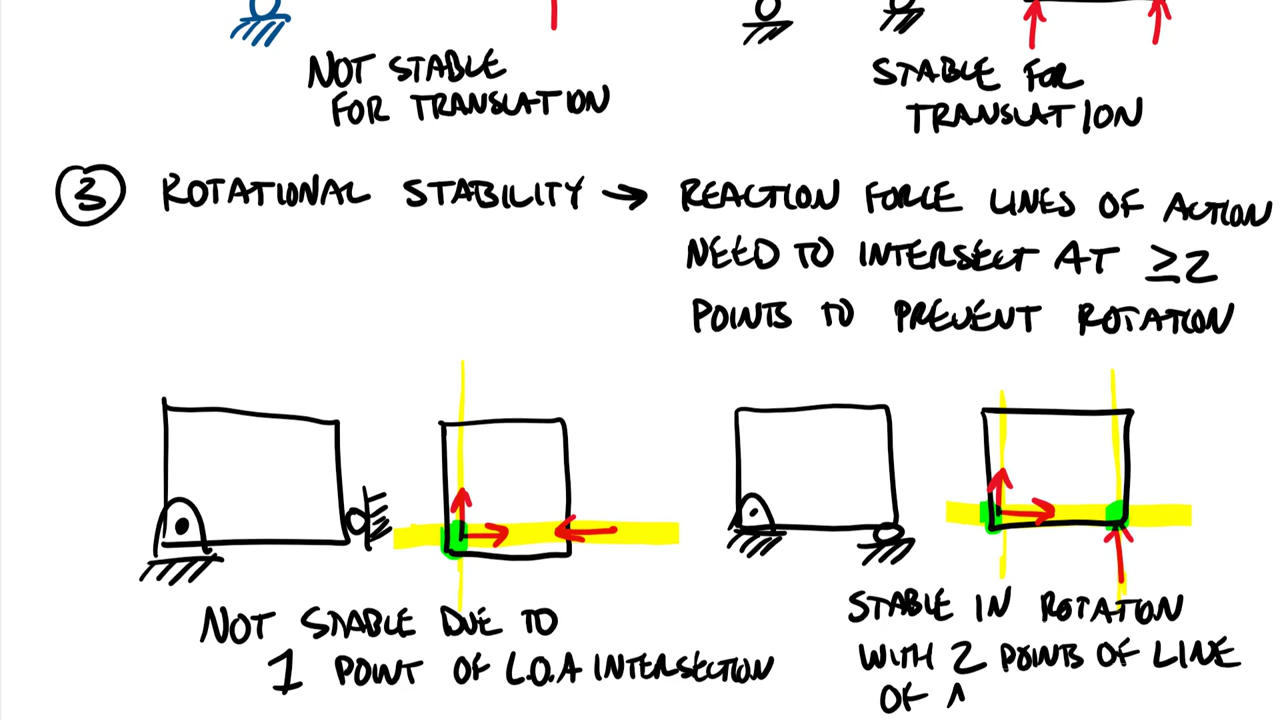 NOT STABLE
FOR TRANSLATION
STABLE FOR
TRANSLATION
3 ROTATIONAL STABILITY → REACTION FORCE LINES OF ACTION
NEED TO INTERSECT AT ≥2
POINTS TO PREVENT ROTATION
NOT STABLE DUE TO
1 POINT OF L.O.A INTERSECTION
STABLE IN ROTATION
WITH 2 POINTS OF LINE
OF